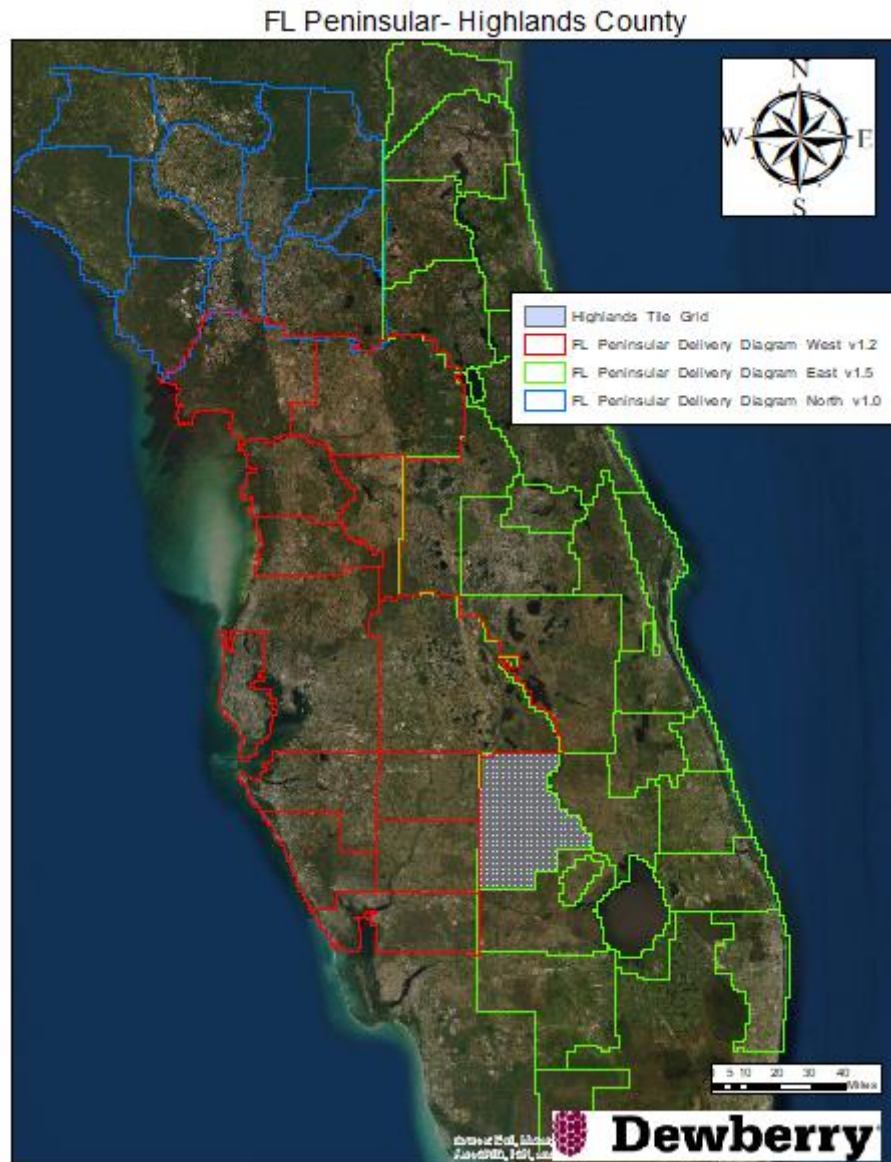 FL Peninsular- Highlands County
N
W E
S
Highlands Tile Grid
FL Peninsular Delivery Diagram West v1.2
FL Peninsular Delivery Diagram East v1.5
FL Peninsular Delivery Diagram North v1.0
5 10 20 30 40
Miles
Dewberry